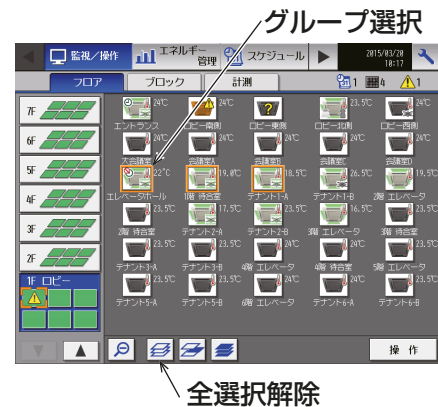 グループ選択
監視/操作
エネルギー管理
スケジュール
2015/03/20
10:17
フロア
ブロック
計測
1
4
1
7F
6F
5F
4F
3F
2F
1F ロビー
24℃ 24℃ 24℃ 23.5℃ 24℃
エントランス ロビー南側 ロビー東側 ロビー北側 ロビー西側
24℃ 24℃ 24℃ 24℃ 24℃
大会議室 会議室A 会議室B 会議室C 会議室D
22℃ 19.0℃ 18.5℃ 26.5℃ 19.5℃
エレベータホール 1階 待合室 テナント1-A テナント1-B 2階 エレベータ
23.5℃ 17.5℃ 23.5℃ 16.5℃ 23.5℃
2階 待合室 テナント2-A テナント2-B 3階 エレベータ 3階 待合室
23.5℃ 23.5℃ 24℃ 24℃ 24℃
テナント3-A テナント3-B 4階 エレベータ 4階 待合室 5階 エレベータ
23.5℃ 23.5℃ 24℃ 24℃ 23.5℃
テナント5-A テナント5-B 6階 エレベータ テナント6-A テナント6-B
操 作
全選択解除